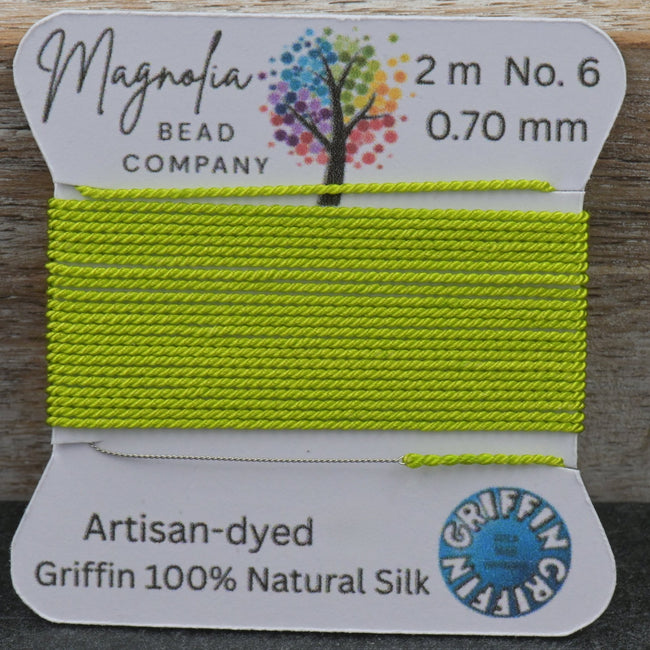 Magnolia
BEAD
COMPANY
2 m No. 6
0.70 mm
Artisan-dyed
Griffin 100% Natural Silk
GRIFFIN GRIFFIN